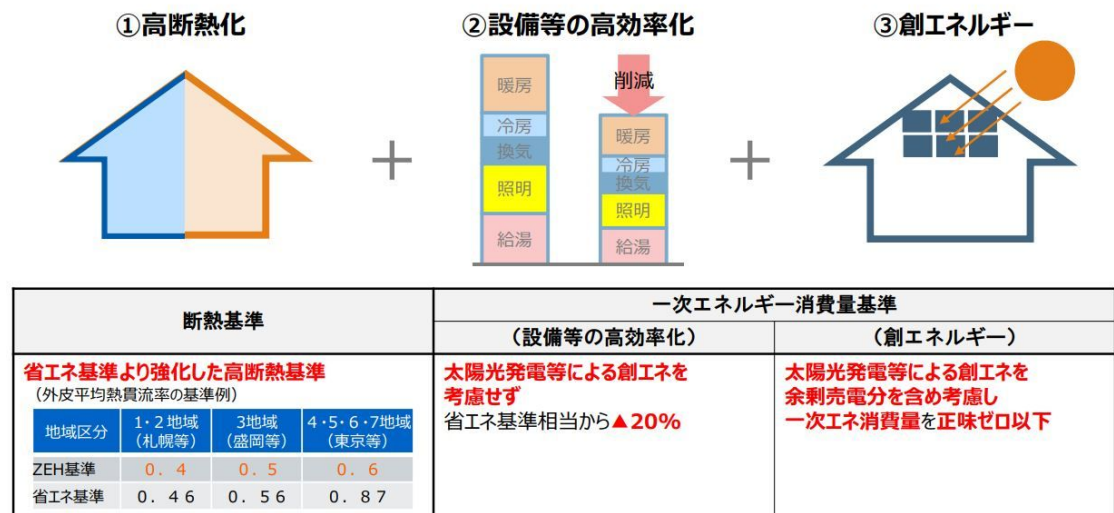 ①高断熱化
②設備等の高効率化
③創エネルギー
暖房
冷房
換気
照明
給湯
削減
暖房
冷房
換気
照明
給湯
断熱基準
一次エネルギー消費量基準
（設備等の高効率化）
（創エネルギー）
省エネ基準より強化した高断熱基準
（外皮平均熱貫流率の基準例）
地域区分
1・2地域
（札幌等）
3地域
（盛岡等）
4・5・6・7地域
（東京等）
ZEH基準
0．4
0．5
0．6
省エネ基準
0．46
0．56
0．87
太陽光発電等による創エネを
考慮せず
省エネ基準相当から▲20%
太陽光発電等による創エネを
余剰売電分を含め考慮し
一次エネ消費量を正味ゼロ以下